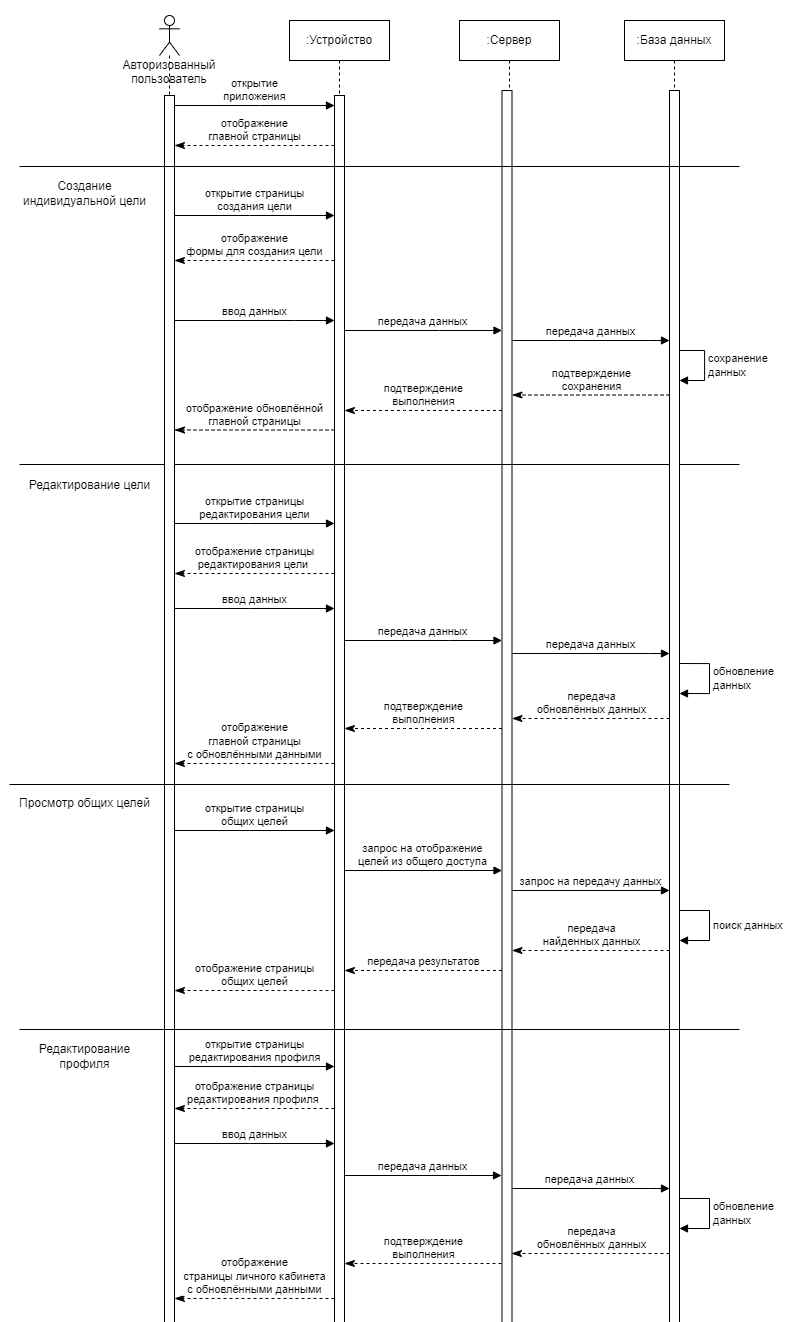 Авторизованный
пользователь
:Устройство
:Сервер
:База данных
открытие
приложения
отображение
главной страницы
Создание
индивидуальной цели
открытие страницы
создания цели
отображение
формы для создания цели
ввод данных
передача данных
передача данных
сохранение
данных
подтверждение
сохранения
подтверждение
выполнения
отображение обновлённой
главной страницы
Редактирование цели
открытие страницы
редактирования цели
отображение страницы
редактирования цели
ввод данных
передача данных
передача данных
обновление
данных
передача
обновлённых данных
подтверждение
выполнения
отображение
главной страницы
с обновлёнными данными
Просмотр общих целей
открытие страницы
общих целей
запрос на отображение
целей из общего доступа
запрос на передачу данных
поиск данных
передача
найденных данных
передача результатов
отображение страницы
общих целей
Редактирование
профиля
открытие страницы
редактирования профиля
отображение страницы
редактирования профиля
ввод данных
передача данных
передача данных
обновление
данных
передача
обновлённых данных
подтверждение
выполнения
отображение
страницы личного кабинета
с обновлёнными данными